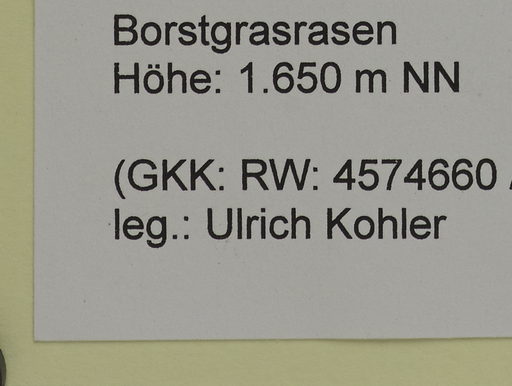 Borstgrasrasen
Höhe: 1.650 m NN
(GKK: RW: 4574660 /
leg.: Ulrich Kohler